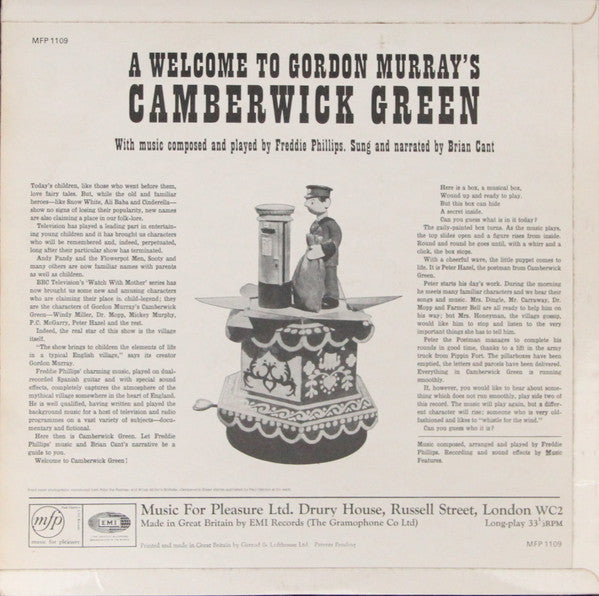 MFP 1109
A WELCOME TO GORDON MURRAY'S
CAMBERWICK GREEN
With music composed and played by Freddie Phillips. Sung and narrated by Brian Cant
Today's children, like those who went before them,
love fairy tales. But, while the old and familiar
heroes—like Snow White, Ali Baba and Cinderella—
show no signs of losing their popularity, new names
are also claiming a place in our folk-lore.
Television has played a leading part in entertain-
ing young children and it has brought us characters
who will be remembered and, indeed, perpetuated,
long after their particular show has terminated.
Andy Pandy and the Flowerpot Men, Sooty and
many others are now familiar names with parents
as well as children.
BBC Television's 'Watch With Mother' series has
now brought us some new and amusing characters
who are claiming their place in child-legend; they
are the characters of Gordon Murray's Camberwick
Green—Windy Miller, Dr. Mopp, Mickey Murphy,
P.C. McGarry, Peter Hazel and the rest.
Indeed, the real star of this show is the village
itself.
"The show brings to children the elements of life
in a typical English village," says its creator
Gordon Murray.
Freddie Phillips' charming music, played on dual-
recorded Spanish guitar and with special sound
effects, completely captures the atmosphere of the
mythical village somewhere in the heart of England.
He is well qualified, having written and played the
background music for a host of television and radio
programmes on a vast variety of subjects—docu-
mentary and fictional.
Here then is Camberwick Green. Let Freddie
Phillips' music and Brian Cant's narrative be a
guide to you.
Welcome to Camberwick Green!
Here is a box, a musical box,
Wound up and ready to play.
But this box can hide
A secret inside.
Can you guess what is in it today?
The gaily-painted box turns. As the music plays,
the top slides open and a figure rises from inside.
Round and round he goes until, with a whirr and a
click, the box stops.
With a cheerful wave, the little puppet comes to
life. It is Peter Hazel, the postman from Camberwick
Green.
Peter starts his day's work. During the morning
he meets many familiar characters and we hear their
songs and music. Mrs. Dingle, Mr. Carraway, Dr.
Mopp and Farmer Bell are all ready to help him on
his way; but Mrs. Honeyman, the village gossip,
would like him to stop and listen to the very
important things she has to tell him.
Peter the Postman manages to complete his
rounds in good time, thanks to a lift in the army
truck from Pippin Fort. The pillarboxes have been
emptied, the letters and parcels have been delivered.
Everything in Camberwick Green is running
smoothly.
If, however, you would like to hear about some-
thing which does not run smoothly, play side two of
this record. The music will play again, but a differ-
ent character will rise; someone who is very old-
fashioned and likes to "whistle for the wind."
Can you guess who it is?
Music composed, arranged and played by Freddie
Phillips. Recording and sound effects by Music
Features.
mfp
music for pleasure
EMI
Music For Pleasure Ltd. Drury House, Russell Street, London WC2
Made in Great Britain by EMI Records (The Gramophone Co Ltd)
Long-play 33⅓RPM
Printed and made in Great Britain by Garrod & Lofthouse Ltd. Patents Pending
MFP 1109